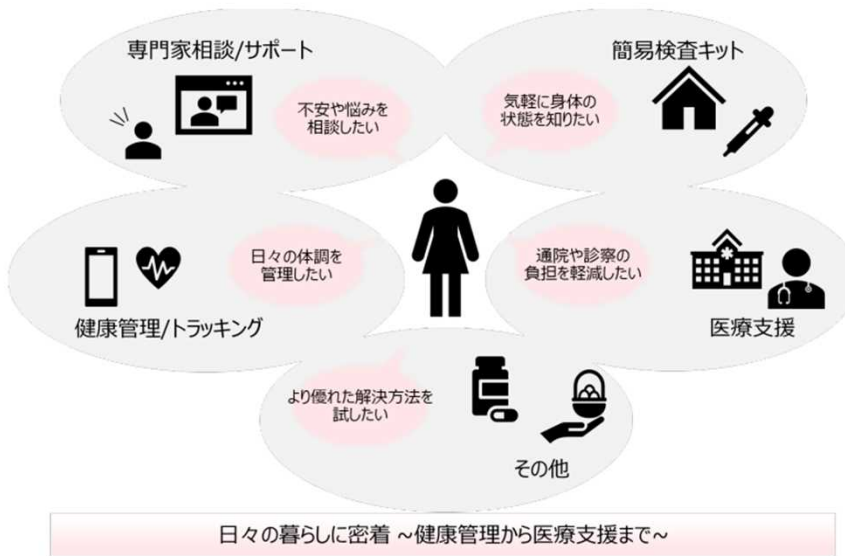 専門家相談/サポート
不安や悩みを
相談したい
簡易検査キット
気軽に身体の
状態を知りたい
日々の体調を
管理したい
健康管理/トラッキング
通院や診察の
負担を軽減したい
医療支援
より優れた解決方法を
試したい
その他
日々の暮らしに密着 ~健康管理から医療支援まで~